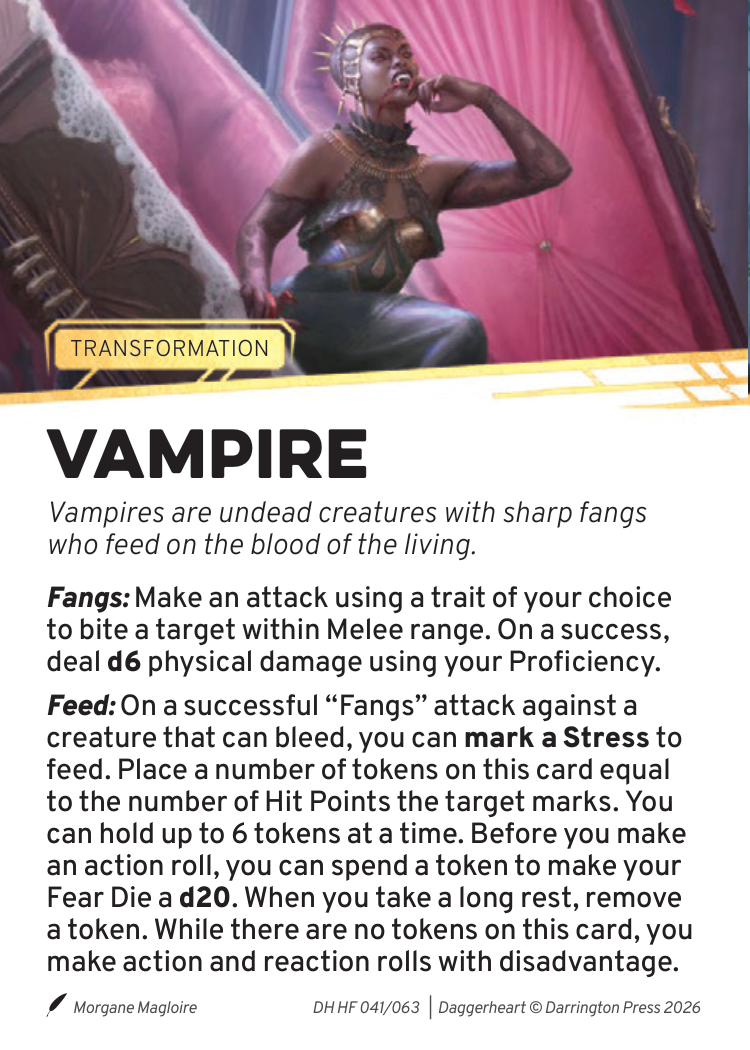 TRANSFORMATION
VAMPIRE
Vampires are undead creatures with sharp fangs
who feed on the blood of the living.
Fangs: Make an attack using a trait of your choice
to bite a target within Melee range. On a success,
deal d6 physical damage using your Proficiency.
Feed: On a successful “Fangs” attack against a
creature that can bleed, you can mark a Stress to
feed. Place a number of tokens on this card equal
to the number of Hit Points the target marks. You
can hold up to 6 tokens at a time. Before you make
an action roll, you can spend a token to make your
Fear Die a d20. When you take a long rest, remove
a token. While there are no tokens on this card, you
make action and reaction rolls with disadvantage.
Morgane Magloire
DH HF 041/063 | Daggerheart © Darrington Press 2026